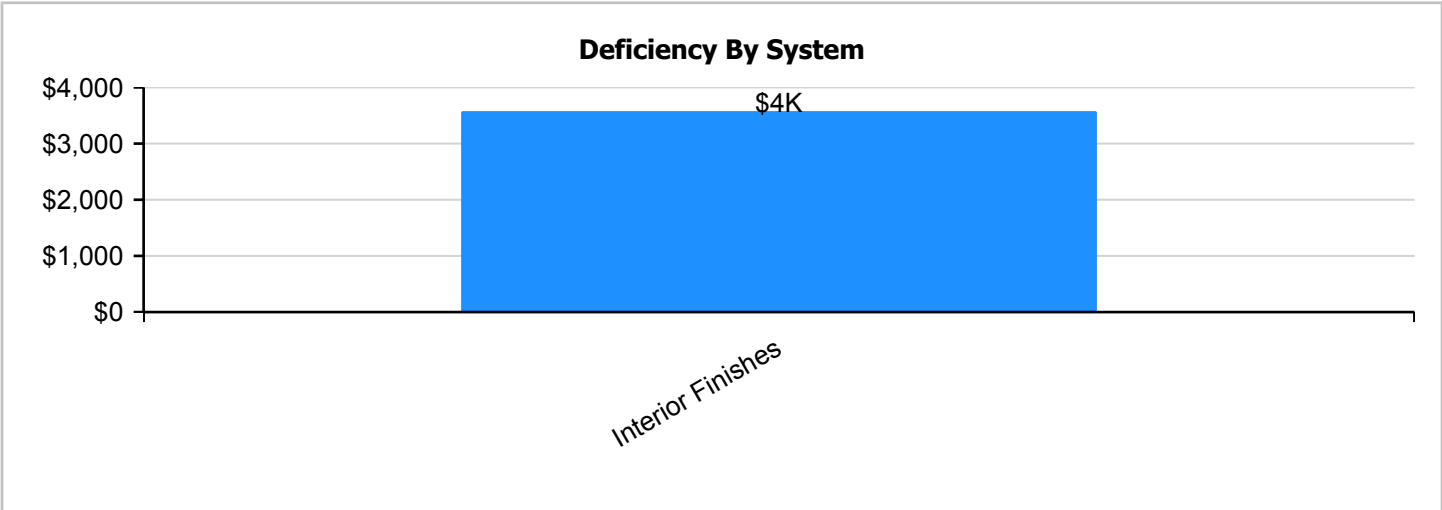 Deficiency By System
$4,000
$4K
$3,000
$2,000
$1,000
$0
Interior Finishes